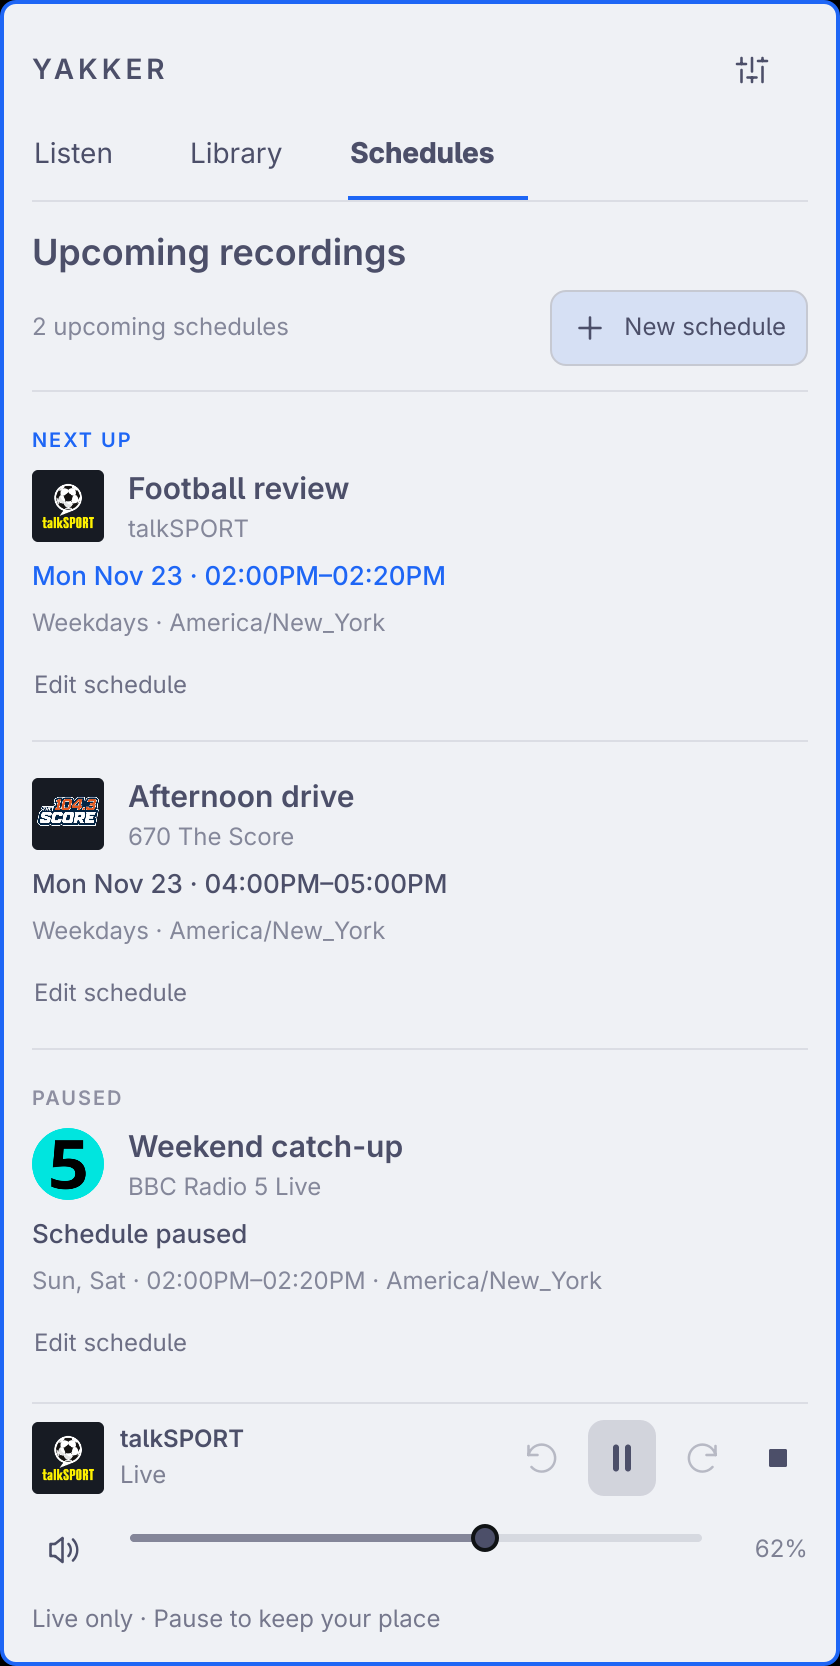 YAKKER
Listen Library Schedules
Upcoming recordings
2 upcoming schedules
New schedule
NEXT UP
talkSPORT
Football review
talkSPORT
Mon Nov 23 · 02:00PM–02:20PM
Weekdays · America/New_York
Edit schedule
104.3
SCORE
Afternoon drive
670 The Score
Mon Nov 23 · 04:00PM–05:00PM
Weekdays · America/New_York
Edit schedule
PAUSED
5
Weekend catch-up
BBC Radio 5 Live
Schedule paused
Sun, Sat · 02:00PM–02:20PM · America/New_York
Edit schedule
talkSPORT
talkSPORT
Live
62%
Live only · Pause to keep your place